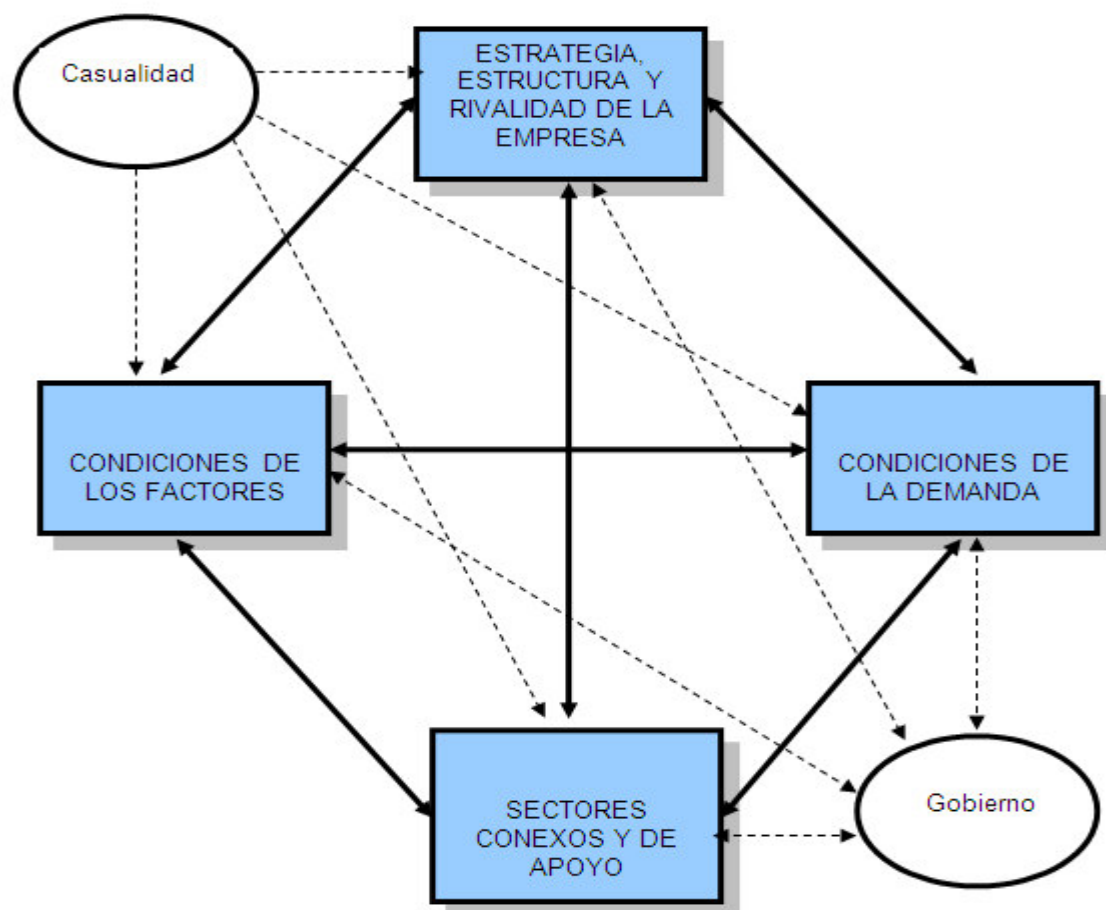 Casualidad
ESTRATEGIA,
ESTRUCTURA Y
RIVALIDAD DE LA
EMPRESA
CONDICIONES DE
LOS FACTORES
CONDICIONES DE
LA DEMANDA
SECTORES
CONEXOS Y DE
APOYO
Gobierno